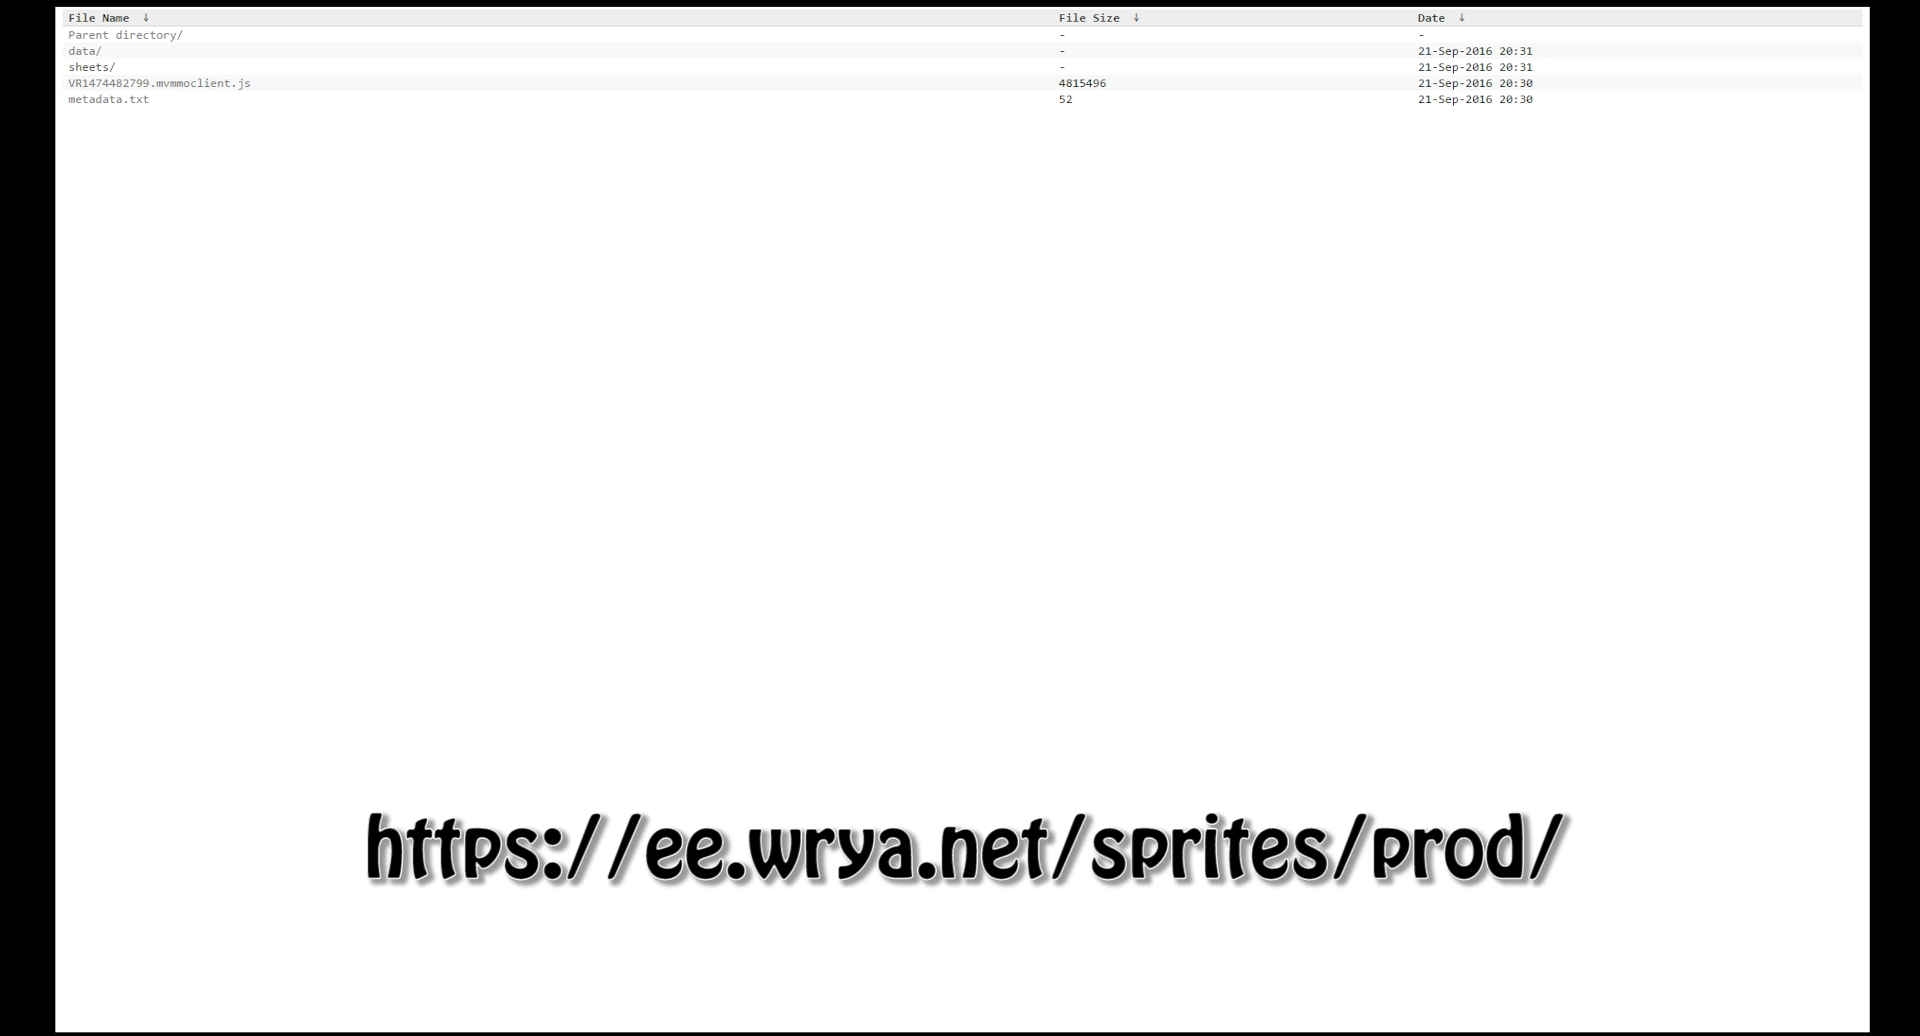 File Name ↓ File Size ↓ Date ↓
Parent directory/ - -
data/ - 21-Sep-2016 20:31
sheets/ - 21-Sep-2016 20:31
VR1474482799.mvmmoclient.js 4815496 21-Sep-2016 20:30
metadata.txt 52 21-Sep-2016 20:30
https://ee.wrya.net/sprites/prod/